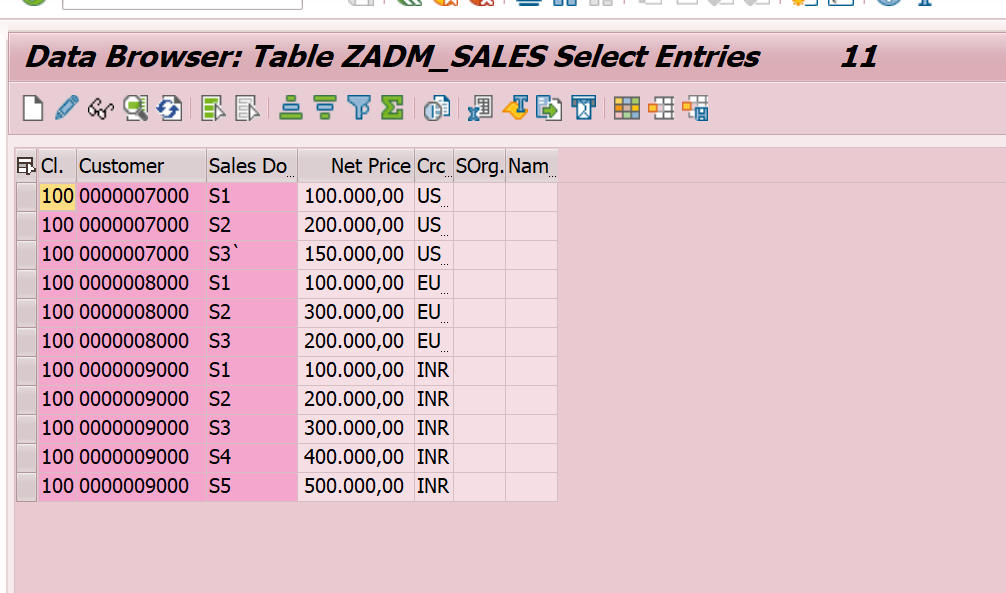 Data Browser: Table ZADM_SALES Select Entries 11
Cl. Customer Sales Do… Net Price Crc… SOrg. Nam…
100 0000007000 S1 100.000,00 US…
100 0000007000 S2 200.000,00 US…
100 0000007000 S3` 150.000,00 US…
100 0000008000 S1 100.000,00 EU…
100 0000008000 S2 300.000,00 EU…
100 0000008000 S3 200.000,00 EU…
100 0000009000 S1 100.000,00 INR
100 0000009000 S2 200.000,00 INR
100 0000009000 S3 300.000,00 INR
100 0000009000 S4 400.000,00 INR
100 0000009000 S5 500.000,00 INR